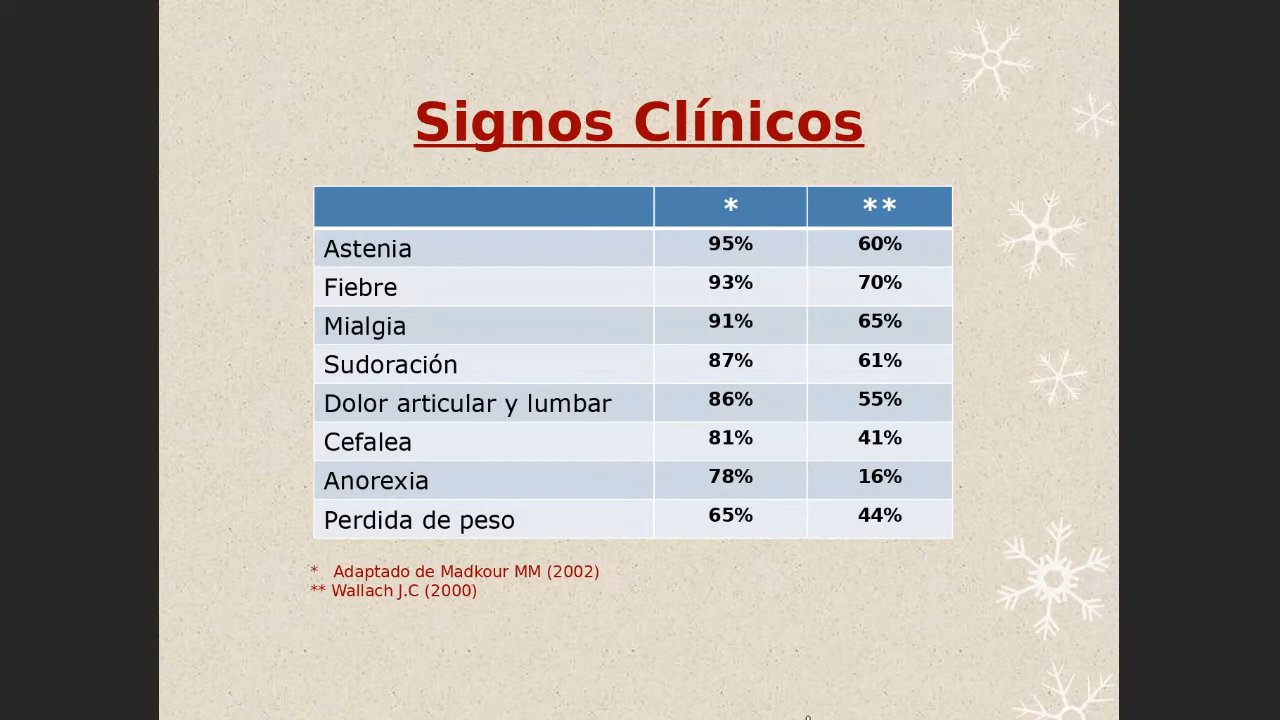 Signos Clínicos
* **
Astenia 95% 60%
Fiebre 93% 70%
Mialgia 91% 65%
Sudoración 87% 61%
Dolor articular y lumbar 86% 55%
Cefalea 81% 41%
Anorexia 78% 16%
Perdida de peso 65% 44%
* Adaptado de Madkour MM (2002)
** Wallach J.C (2000)